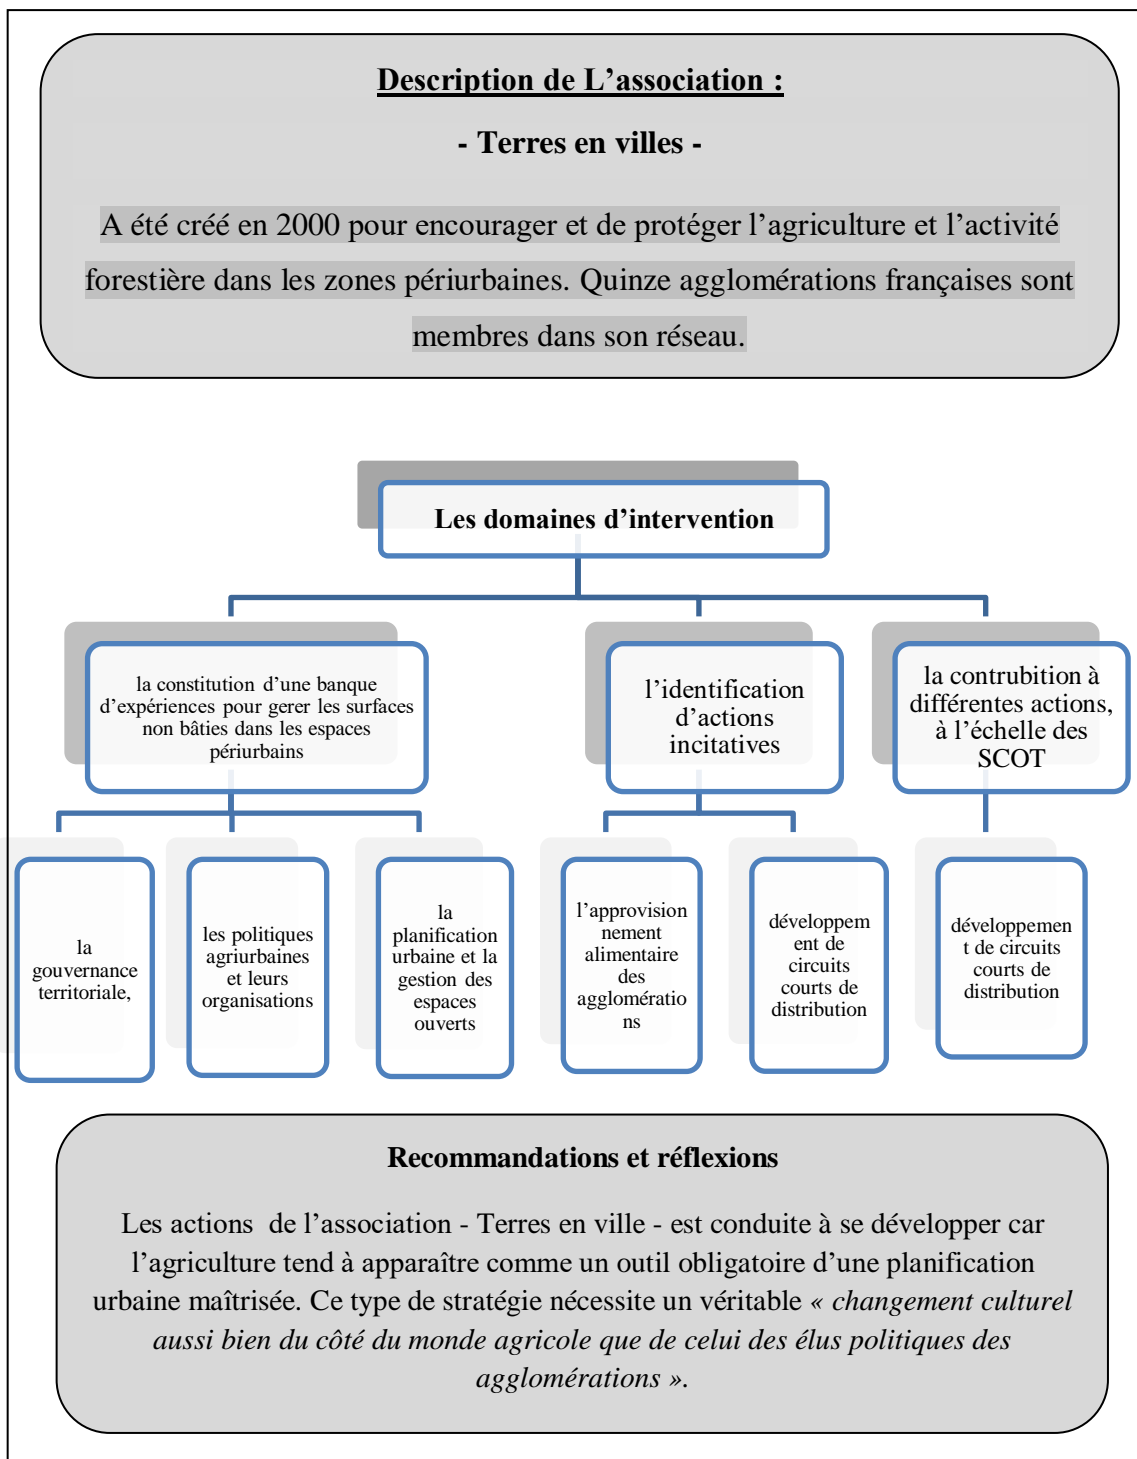 Description de L’association :
- Terres en villes -
A été créé en 2000 pour encourager et de protéger l’agriculture et l’activité
forestière dans les zones périurbaines. Quinze agglomérations françaises sont
membres dans son réseau.
Les domaines d’intervention
la constitution d’une banque
d’expériences pour gerer les surfaces
non bâties dans les espaces
périurbains
l’identification
d’actions
incitatives
la contrubition à
différentes actions,
à l’échelle des
SCOT
la
gouvernance
territoriale,
les politiques
agriurbaines
et leurs
organisations
la
planification
urbaine et la
gestion des
espaces
ouverts
l’approvision
nement
alimentaire
des
agglomératio
ns
développem
ent de
circuits
courts de
distribution
développemen
t de circuits
courts de
distribution
Recommandations et réflexions
Les actions de l’association - Terres en ville - est conduite à se développer car
l’agriculture tend à apparaître comme un outil obligatoire d’une planification
urbaine maîtrisée. Ce type de stratégie nécessite un véritable « changement culturel
aussi bien du côté du monde agricole que de celui des élus politiques des
agglomérations ».